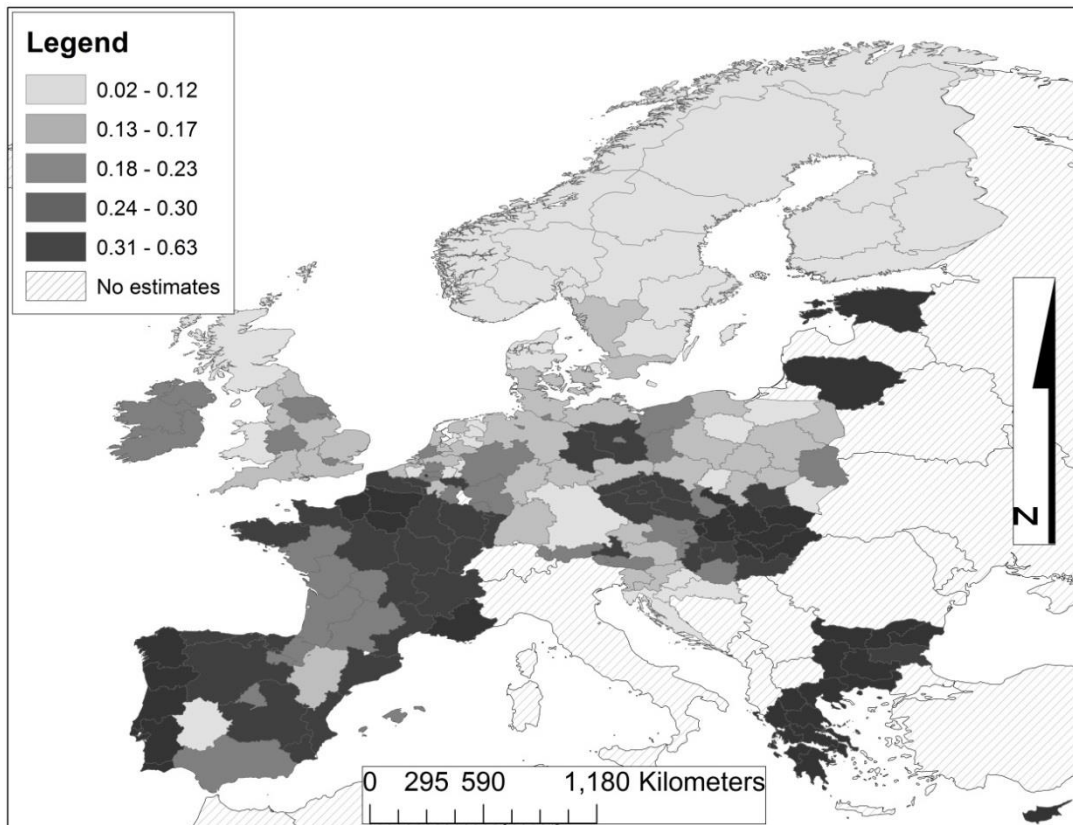 Legend
0.02 - 0.12
0.13 - 0.17
0.18 - 0.23
0.24 - 0.30
0.31 - 0.63
No estimates
N
0 295 590 1,180 Kilometers